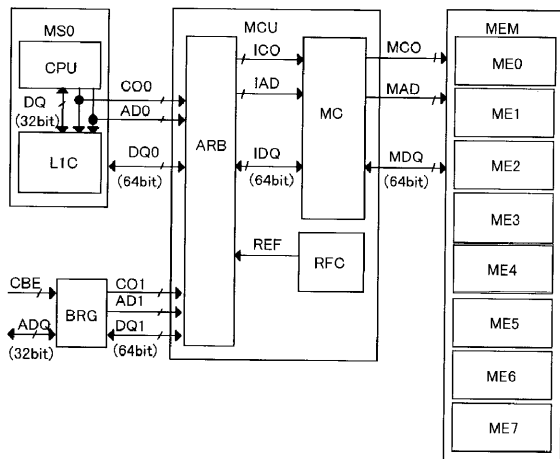 MS0
CPU
DQ
(32bit)
L1C
CO0
AD0
DQ0
(64bit)
CBE
ADQ
(32bit)
BRG
CO1
AD1
DQ1
(64bit)
MCU
ARB
ICO
IAD
IDQ
(64bit)
REF
MC
RFC
MCO
MAD
MDQ
(64bit)
MEM
ME0
ME1
ME2
ME3
ME4
ME5
ME6
ME7